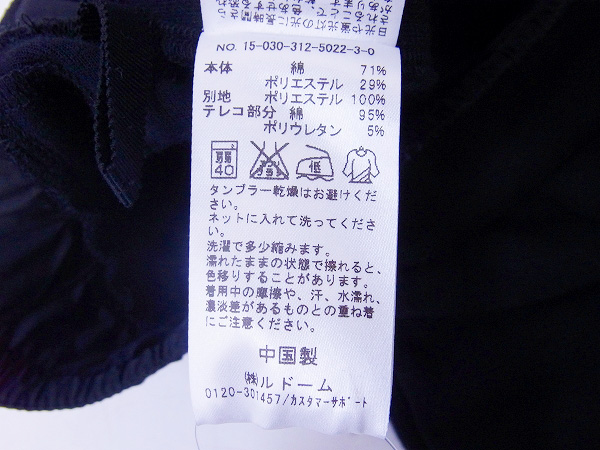 NO. 15-030-312-5022-3-0
本体 綿 71%
ポリエステル 29%
別地 ポリエステル 100%
テレコ部分 綿 95%
ポリウレタン 5%
40
低
タンブラー乾燥はお避けくだ
さい。
ネットに入れて洗ってくださ
い。
洗濯で多少縮みます。
濡れたままの状態で擦れると、
色移りすることがあります。
着用中の摩擦や、汗、水濡れ、
濃淡差があるものとの重ね着
にご注意ください。
中国製
㈱ルドーム
0120-301457/カスタマーサポート